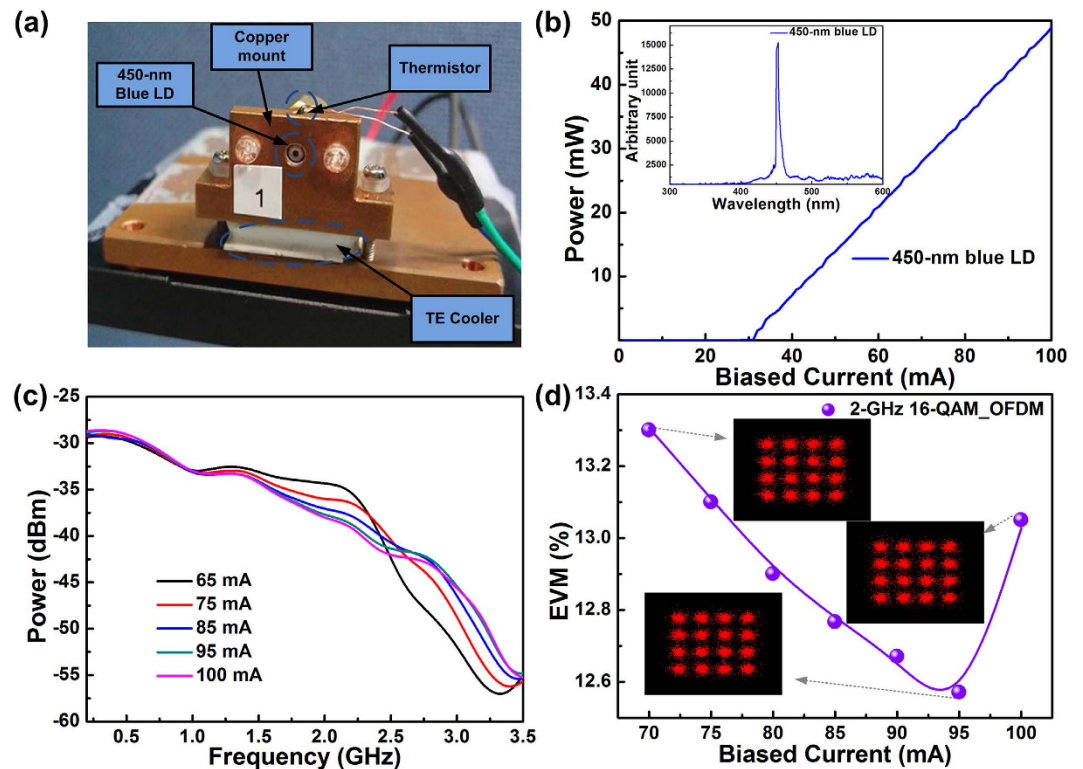 (a)
Copper
mount
450-nm
Blue LD
Thermistor
1
TE Cooler
(b)
Power (mW)
50
40
30
20
10
0
20
40
60
80
100
Biased Current (mA)
450-nm blue LD
Arbitrary unit
15000
12500
10000
7500
5000
2500
300
400
500
600
Wavelength (nm)
450-nm blue LD
(c)
Power (dBm)
-25
-30
-35
-40
-45
-50
-55
-60
0.5
1.0
1.5
2.0
2.5
3.0
3.5
Frequency (GHz)
65 mA
75 mA
85 mA
95 mA
100 mA
(d)
EVM (%)
13.4
13.2
13.0
12.8
12.6
70
75
80
85
90
95
100
Biased Current (mA)
2-GHz 16-QAM_OFDM